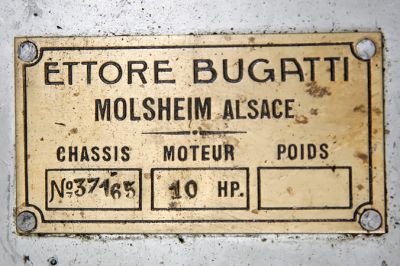 ETTORE BUGATTI
MOLSHEIM ALSACE
CHASSIS MOTEUR POIDS
Nº37165 10 HP.